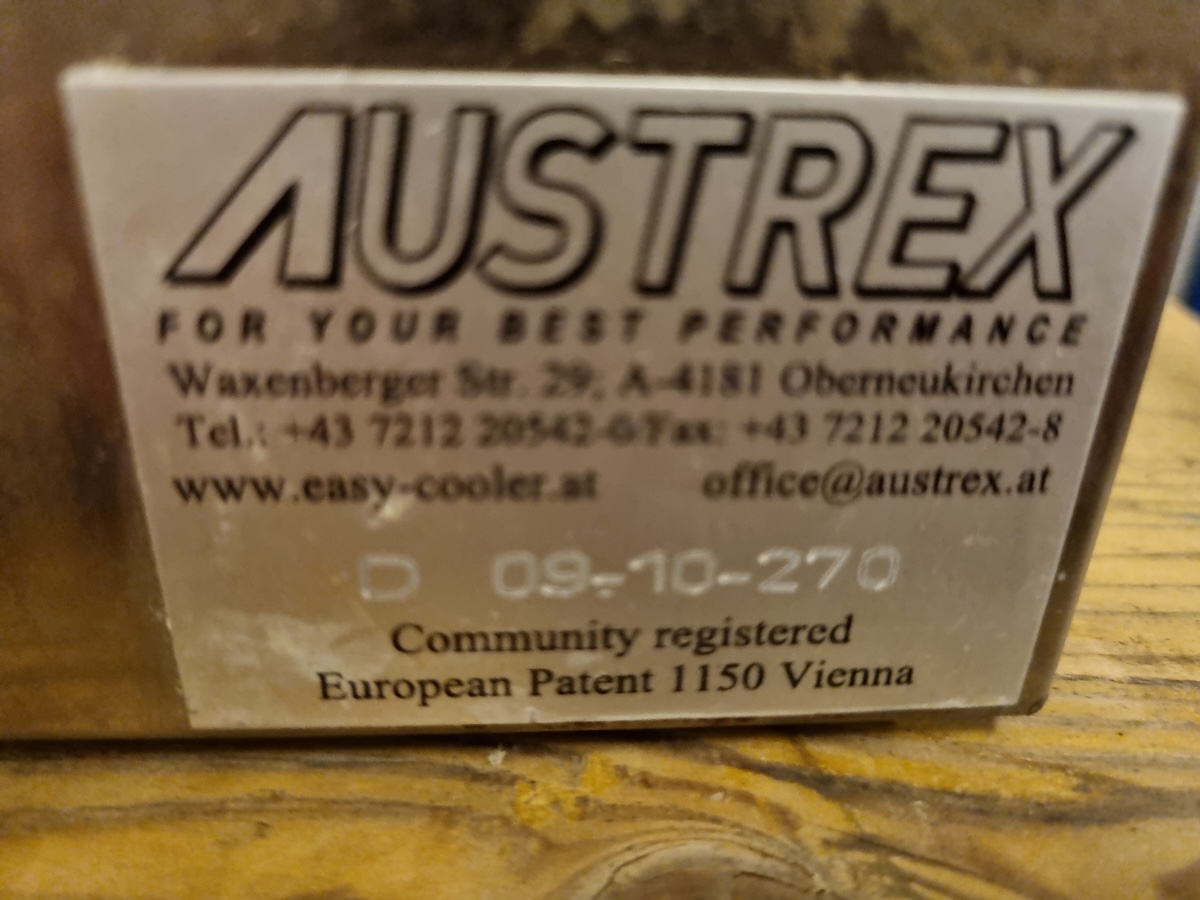 AUSTREX
FOR YOUR BEST PERFORMANCE
Waxenberger Str. 29; A-4181 Oberneukirchen
Tel.: +43 7212 20542-0/Fax: +43 7212 20542-8
www.easy-cooler.at office@austrex.at
D 09-10-270
Community registered
European Patent 1150 Vienna